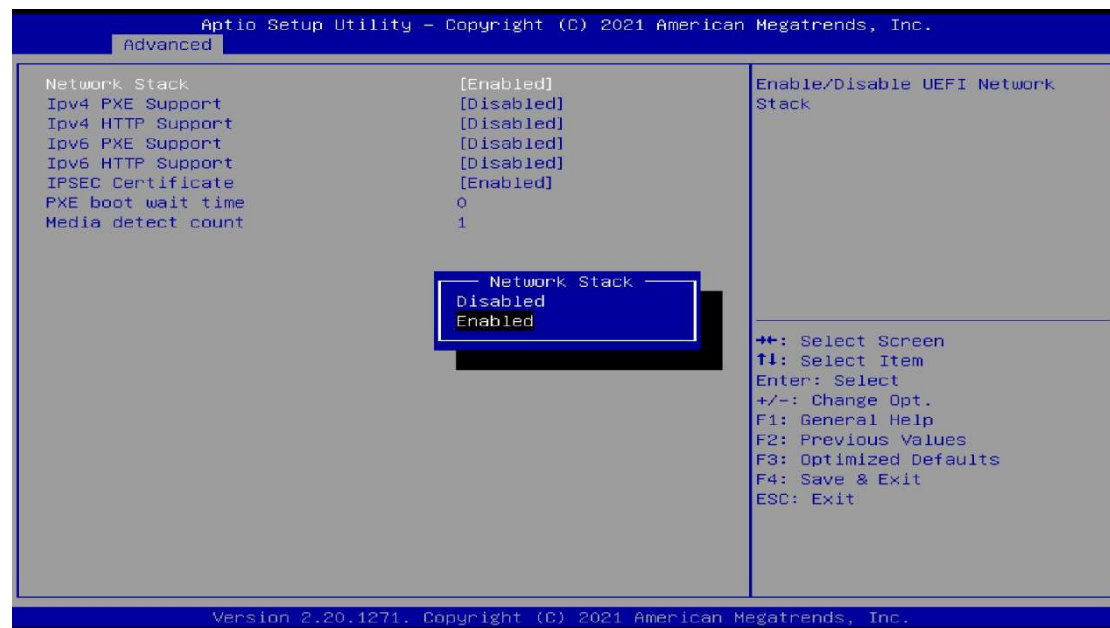 Aptio Setup Utility – Copyright (C) 2021 American Megatrends, Inc.
Advanced
Network Stack [Enabled]
Ipv4 PXE Support [Disabled]
Ipv4 HTTP Support [Disabled]
Ipv6 PXE Support [Disabled]
Ipv6 HTTP Support [Disabled]
IPSEC Certificate [Enabled]
PXE boot wait time 0
Media detect count 1
Network Stack
Disabled
Enabled
Enable/Disable UEFI Network
Stack
→←: Select Screen
↑↓: Select Item
Enter: Select
+/-: Change Opt.
F1: General Help
F2: Previous Values
F3: Optimized Defaults
F4: Save & Exit
ESC: Exit
Version 2.20.1271. Copyright (C) 2021 American Megatrends, Inc.